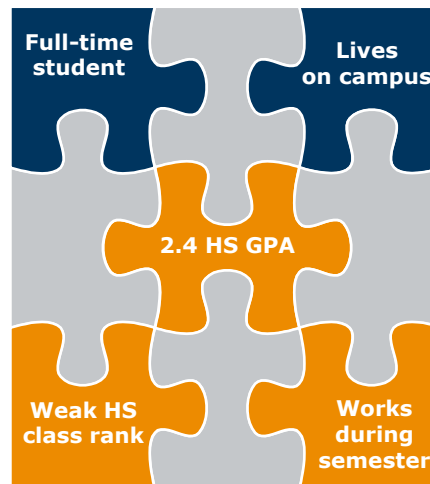 Full-time
student
Lives
on campus
2.4 HS GPA
Weak HS
class rank
Works
during
semester